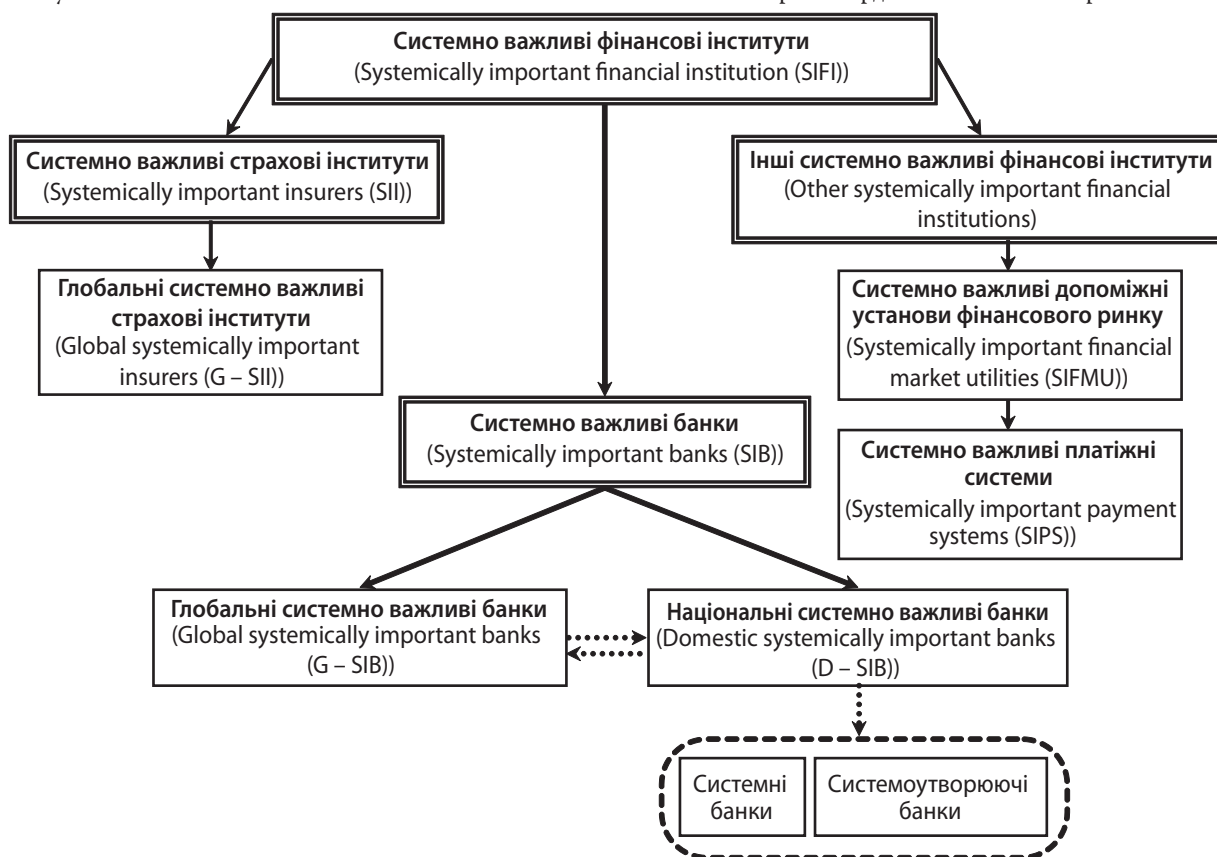 Системно важливі фінансові інститути
(Systemically important financial institution (SIFI))
Системно важливі страхові інститути
(Systemically important insurers (SII))
Інші системно важливі фінансові інститути
(Other systemically important financial
institutions)
Глобальні системно важливі
страхові інститути
(Global systemically important
insurers (G – SII))
Системно важливі допоміжні
установи фінансового ринку
(Systemically important financial
market utilities (SIFMU))
Системно важливі банки
(Systemically important banks (SIB))
Системно важливі платіжні
системи
(Systemically important payment
systems (SIPS))
Глобальні системно важливі банки
(Global systemically important banks
(G – SIB))
Національні системно важливі банки
(Domestic systemically important banks
(D – SIB))
Системні
банки
Системоутворюючі
банки